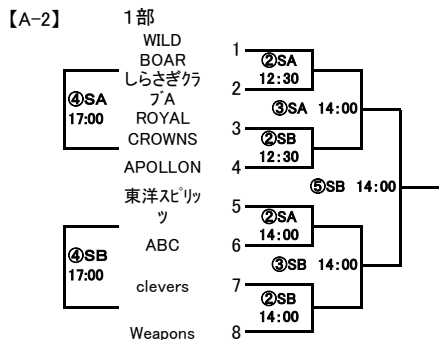 【A-2】 1部
WILD
BOAR
1
②SA
12:30
しらさぎクラ
ブA
2
④SA
17:00
③SA 14:00
ROYAL
CROWNS
3
②SB
12:30
APOLLON
4
⑤SB 14:00
東洋スピリッ
ツ
5
②SA
14:00
ABC
6
④SB
17:00
③SB 14:00
clevers
7
②SB
14:00
Weapons
8